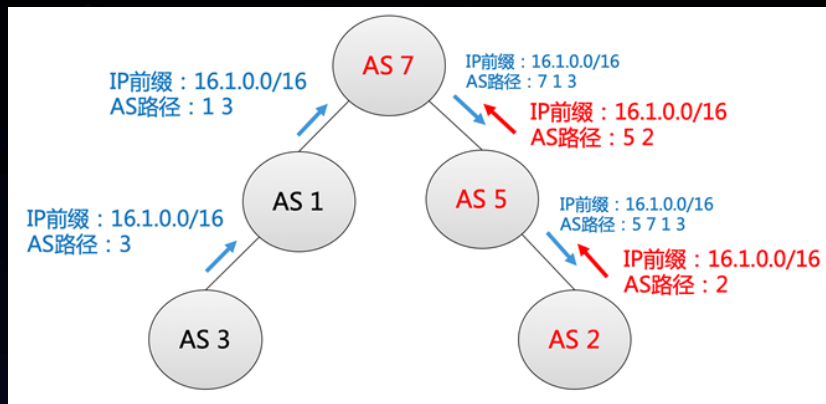 AS 7
IP前缀：16.1.0.0/16
AS路径：7 1 3
IP前缀：16.1.0.0/16
AS路径：1 3
IP前缀：16.1.0.0/16
AS路径：5 2
AS 1
AS 5
IP前缀：16.1.0.0/16
AS路径：3
IP前缀：16.1.0.0/16
AS路径：5 7 1 3
IP前缀：16.1.0.0/16
AS路径：2
AS 3
AS 2